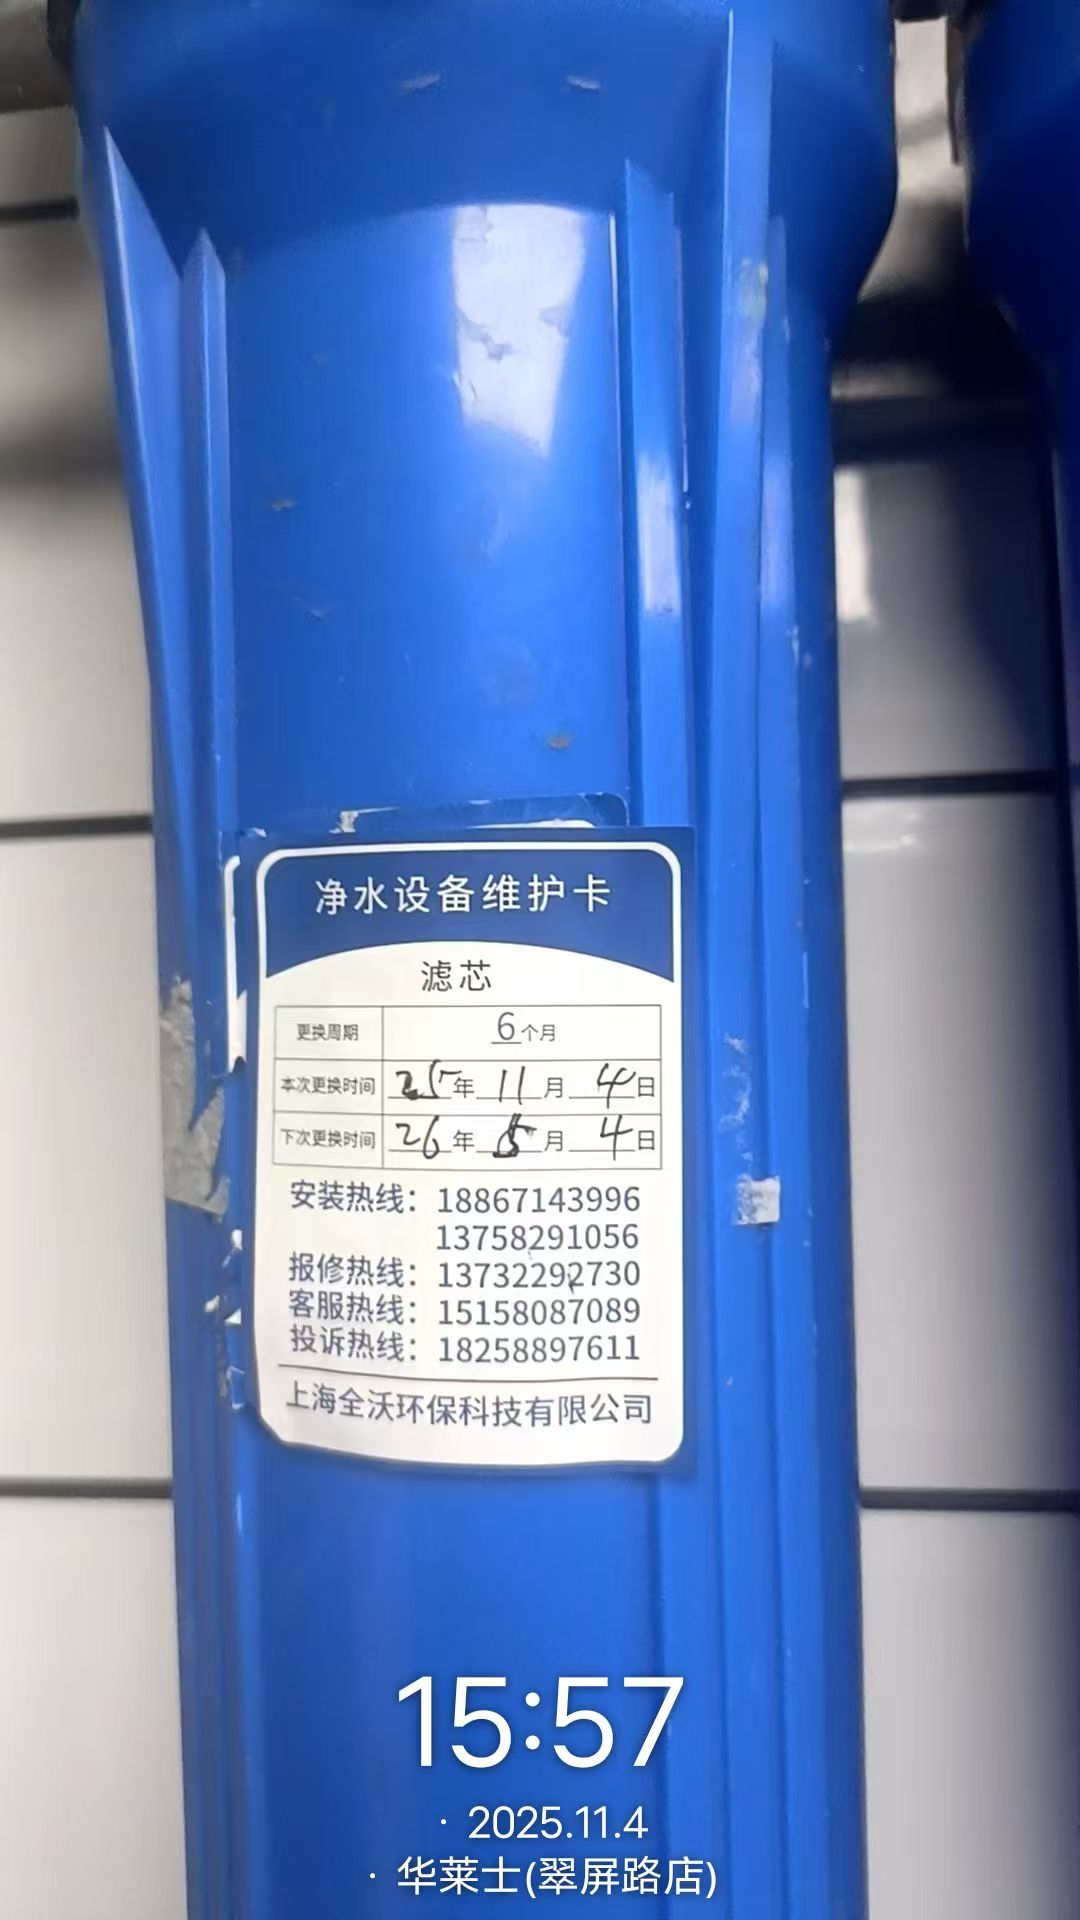 净水设备维护卡
滤芯
更换周期 6个月
本次更换时间 25年11月4日
下次更换时间 26年5月4日
安装热线：18867143996
13758291056
报修热线：13732292730
客服热线：15158087089
投诉热线：18258897611
上海全沃环保科技有限公司
15:57
· 2025.11.4
· 华莱士(翠屏路店)